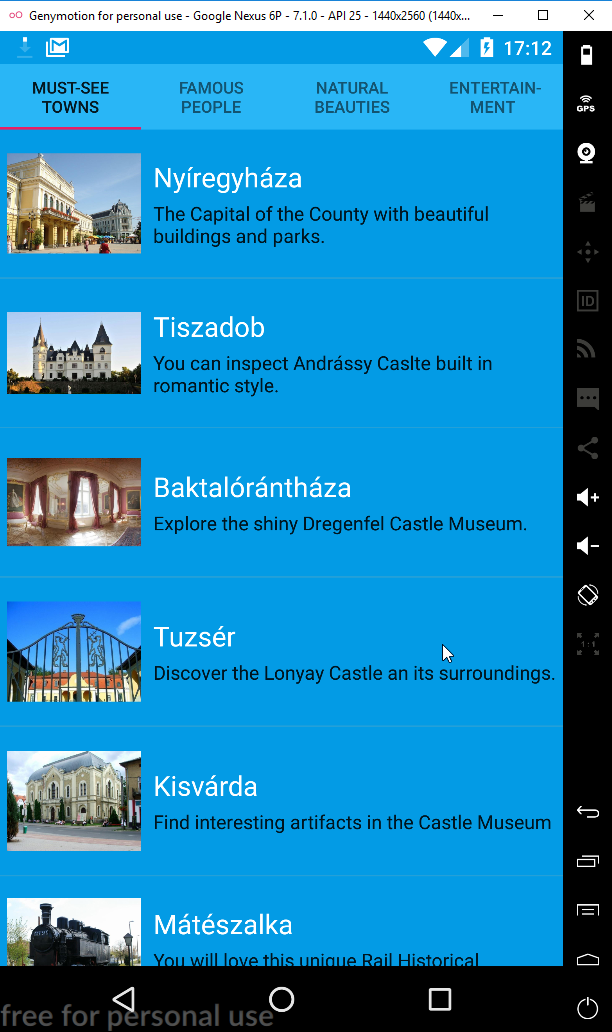 Genymotion for personal use - Google Nexus 6P - 7.1.0 - API 25 - 1440x2560 (1440x...
17:12
GPS
MUST-SEE
TOWNS
FAMOUS
PEOPLE
NATURAL
BEAUTIES
ENTERTAIN-
MENT
Nyíregyháza
The Capital of the County with beautiful
buildings and parks.
ID
Tiszadob
You can inspect Andrássy Caslte built in
romantic style.
Baktalórántháza
Explore the shiny Dregenfel Castle Museum.
Tuzsér
Discover the Lonyay Castle an its surroundings.
1:1
Kisvárda
Find interesting artifacts in the Castle Museum
Mátészalka
You will love this unique Rail Historical
free for personal use